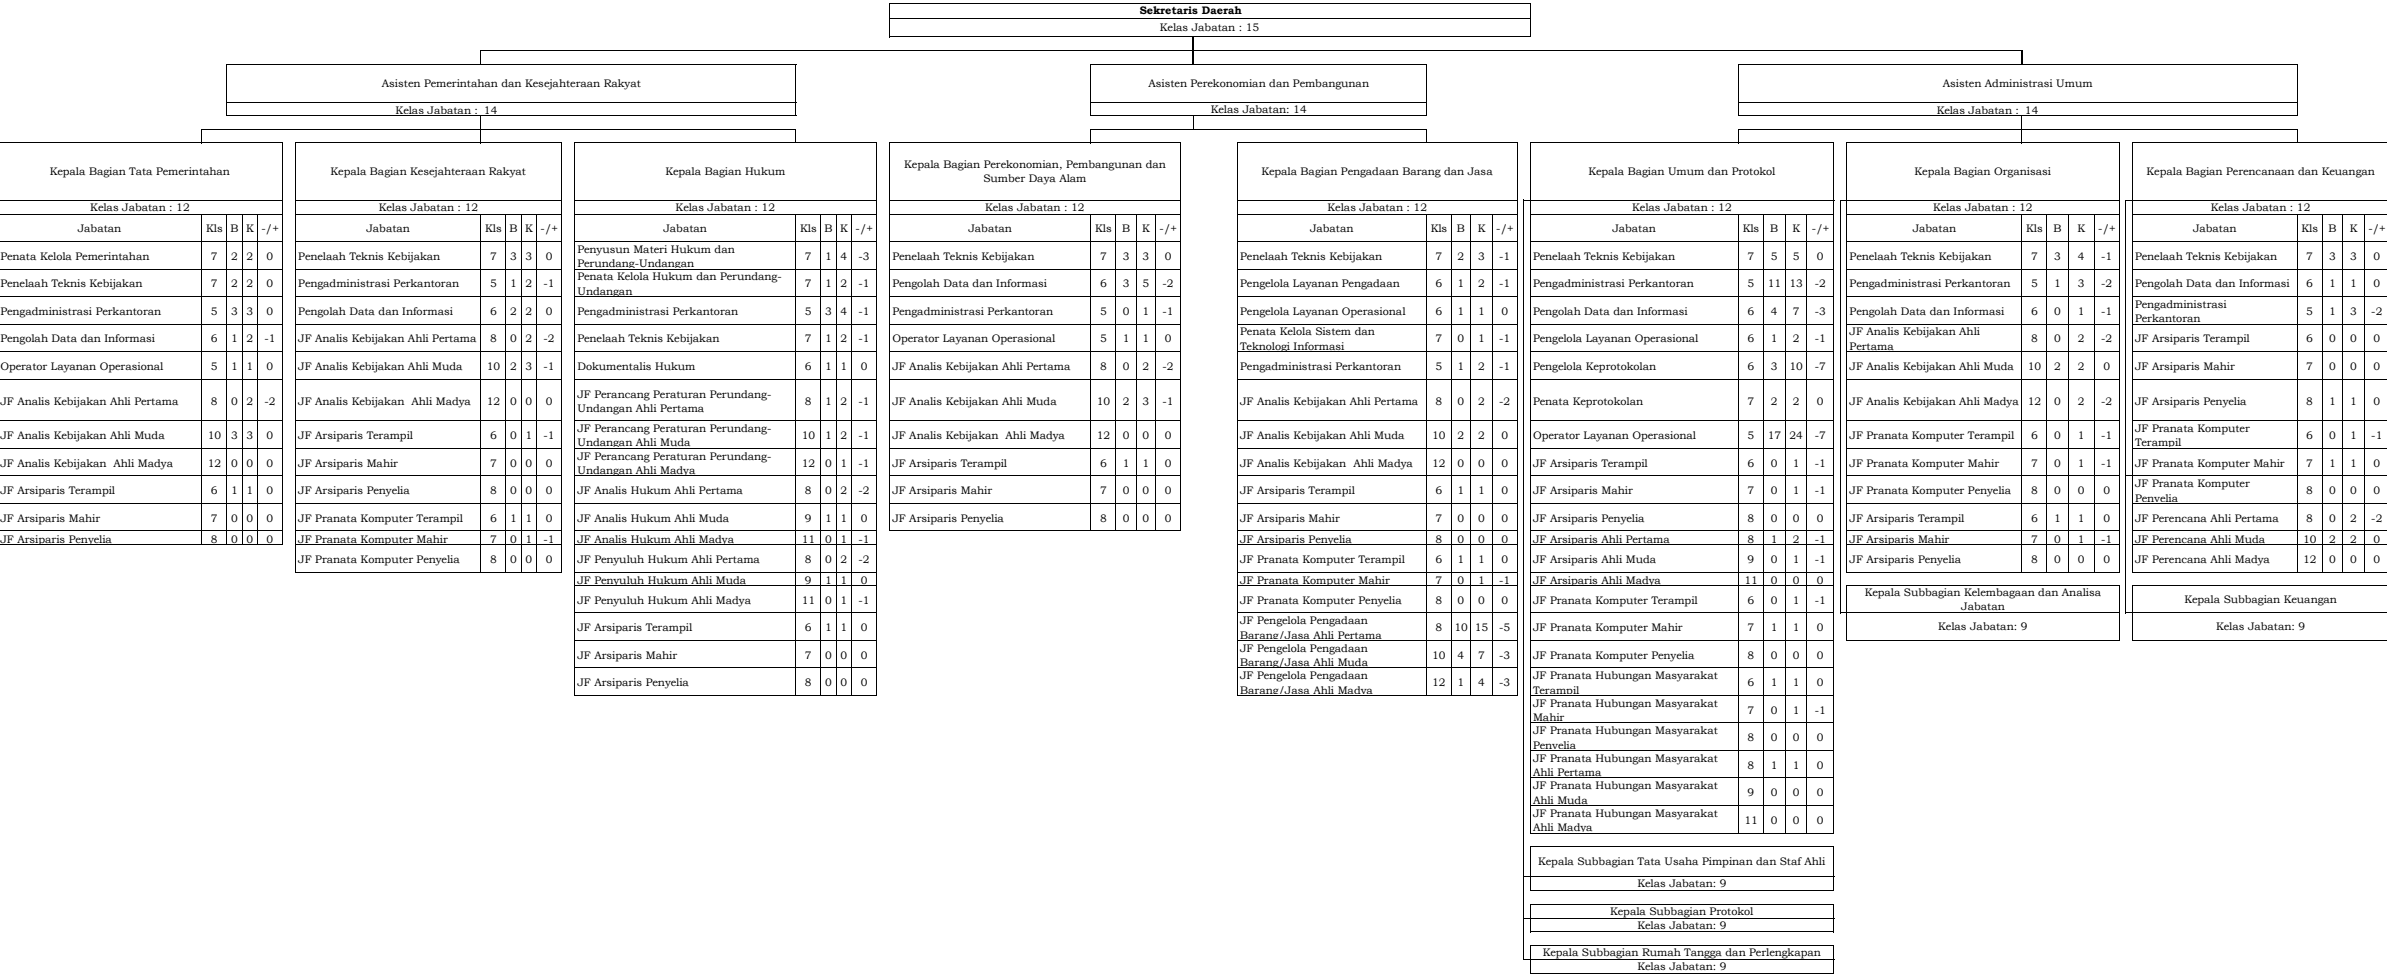 Sekretaris Daerah
Kelas Jabatan : 15
Asisten Pemerintahan dan Kesejahteraan Rakyat
Kelas Jabatan : 14
Asisten Perekonomian dan Pembangunan
Kelas Jabatan: 14
Asisten Administrasi Umum
Kelas Jabatan : 14
Kepala Bagian Tata Pemerintahan
Kelas Jabatan : 12
Jabatan Kls B K -/+
Penata Kelola Pemerintahan 7 2 2 0
Penelaah Teknis Kebijakan 7 2 2 0
Pengadministrasi Perkantoran 5 3 3 0
Pengolah Data dan Informasi 6 1 2 -1
Operator Layanan Operasional 5 1 1 0
JF Analis Kebijakan Ahli Pertama 8 0 2 -2
JF Analis Kebijakan Ahli Muda 10 3 3 0
JF Analis Kebijakan Ahli Madya 12 0 0 0
JF Arsiparis Terampil 6 1 1 0
JF Arsiparis Mahir 7 0 0 0
JF Arsiparis Penyelia 8 0 0 0
Kepala Bagian Kesejahteraan Rakyat
Kelas Jabatan : 12
Jabatan Kls B K -/+
Penelaah Teknis Kebijakan 7 3 3 0
Pengadministrasi Perkantoran 5 1 2 -1
Pengolah Data dan Informasi 6 2 2 0
JF Analis Kebijakan Ahli Pertama 8 0 2 -2
JF Analis Kebijakan Ahli Muda 10 2 3 -1
JF Analis Kebijakan Ahli Madya 12 0 0 0
JF Arsiparis Terampil 6 0 1 -1
JF Arsiparis Mahir 7 0 0 0
JF Arsiparis Penyelia 8 0 0 0
JF Pranata Komputer Terampil 6 1 1 0
JF Pranata Komputer Mahir 7 0 1 -1
JF Pranata Komputer Penyelia 8 0 0 0
Kepala Bagian Hukum
Kelas Jabatan : 12
Jabatan Kls B K -/+
Penyusun Materi Hukum dan
Perundang-Undangan 7 1 4 -3
Penata Kelola Hukum dan Perundang-
Undangan 7 1 2 -1
Pengadministrasi Perkantoran 5 3 4 -1
Penelaah Teknis Kebijakan 7 1 2 -1
Dokumentalis Hukum 6 1 1 0
JF Perancang Peraturan Perundang-
Undangan Ahli Pertama 8 1 2 -1
JF Perancang Peraturan Perundang-
Undangan Ahli Muda 10 1 2 -1
JF Perancang Peraturan Perundang-
Undangan Ahli Madya 12 0 1 -1
JF Analis Hukum Ahli Pertama 8 0 2 -2
JF Analis Hukum Ahli Muda 9 1 1 0
JF Analis Hukum Ahli Madya 11 0 1 -1
JF Penyuluh Hukum Ahli Pertama 8 0 2 -2
JF Penyuluh Hukum Ahli Muda 9 1 1 0
JF Penyuluh Hukum Ahli Madya 11 0 1 -1
JF Arsiparis Terampil 6 1 1 0
JF Arsiparis Mahir 7 0 0 0
JF Arsiparis Penyelia 8 0 0 0
Kepala Bagian Perekonomian, Pembangunan dan
Sumber Daya Alam
Kelas Jabatan : 12
Jabatan Kls B K -/+
Penelaah Teknis Kebijakan 7 3 3 0
Pengolah Data dan Informasi 6 3 5 -2
Pengadministrasi Perkantoran 5 0 1 -1
Operator Layanan Operasional 5 1 1 0
JF Analis Kebijakan Ahli Pertama 8 0 2 -2
JF Analis Kebijakan Ahli Muda 10 2 3 -1
JF Analis Kebijakan Ahli Madya 12 0 0 0
JF Arsiparis Terampil 6 1 1 0
JF Arsiparis Mahir 7 0 0 0
JF Arsiparis Penyelia 8 0 0 0
Kepala Bagian Pengadaan Barang dan Jasa
Kelas Jabatan : 12
Jabatan Kls B K -/+
Penelaah Teknis Kebijakan 7 2 3 -1
Pengelola Layanan Pengadaan 6 1 2 -1
Pengelola Layanan Operasional 6 1 1 0
Penata Kelola Sistem dan
Teknologi Informasi 7 0 1 -1
Pengadministrasi Perkantoran 5 1 2 -1
JF Analis Kebijakan Ahli Pertama 8 0 2 -2
JF Analis Kebijakan Ahli Muda 10 2 2 0
JF Analis Kebijakan Ahli Madya 12 0 0 0
JF Arsiparis Terampil 6 1 1 0
JF Arsiparis Mahir 7 0 0 0
JF Arsiparis Penyelia 8 0 0 0
JF Pranata Komputer Terampil 6 1 1 0
JF Pranata Komputer Mahir 7 0 1 -1
JF Pranata Komputer Penyelia 8 0 0 0
JF Pengelola Pengadaan
Barang/Jasa Ahli Pertama 8 10 15 -5
JF Pengelola Pengadaan
Barang/Jasa Ahli Muda 10 4 7 -3
JF Pengelola Pengadaan
Barang/Jasa Ahli Madya 12 1 4 -3
Kepala Bagian Umum dan Protokol
Kelas Jabatan : 12
Jabatan Kls B K -/+
Penelaah Teknis Kebijakan 7 5 5 0
Pengadministrasi Perkantoran 5 11 13 -2
Pengolah Data dan Informasi 6 4 7 -3
Pengelola Layanan Operasional 6 1 2 -1
Pengelola Keprotokolan 6 3 10 -7
Penata Keprotokolan 7 2 2 0
Operator Layanan Operasional 5 17 24 -7
JF Arsiparis Terampil 6 0 1 -1
JF Arsiparis Mahir 7 0 1 -1
JF Arsiparis Penyelia 8 0 0 0
JF Arsiparis Ahli Pertama 8 1 2 -1
JF Arsiparis Ahli Muda 9 0 1 -1
JF Arsiparis Ahli Madya 11 0 0 0
JF Pranata Komputer Terampil 6 0 1 -1
JF Pranata Komputer Mahir 7 1 1 0
JF Pranata Komputer Penyelia 8 0 0 0
JF Pranata Hubungan Masyarakat
Terampil 6 1 1 0
JF Pranata Hubungan Masyarakat
Mahir 7 0 1 -1
JF Pranata Hubungan Masyarakat
Penyelia 8 0 0 0
JF Pranata Hubungan Masyarakat
Ahli Pertama 8 1 1 0
JF Pranata Hubungan Masyarakat
Ahli Muda 9 0 0 0
JF Pranata Hubungan Masyarakat
Ahli Madya 11 0 0 0
Kepala Subbagian Tata Usaha Pimpinan dan Staf Ahli
Kelas Jabatan: 9
Kepala Subbagian Protokol
Kelas Jabatan: 9
Kepala Subbagian Rumah Tangga dan Perlengkapan
Kelas Jabatan: 9
Kepala Bagian Organisasi
Kelas Jabatan : 12
Jabatan Kls B K -/+
Penelaah Teknis Kebijakan 7 3 4 -1
Pengadministrasi Perkantoran 5 1 3 -2
Pengolah Data dan Informasi 6 0 1 -1
JF Analis Kebijakan Ahli
Pertama 8 0 2 -2
JF Analis Kebijakan Ahli Muda 10 2 2 0
JF Analis Kebijakan Ahli Madya 12 0 2 -2
JF Pranata Komputer Terampil 6 0 1 -1
JF Pranata Komputer Mahir 7 0 1 -1
JF Pranata Komputer Penyelia 8 0 0 0
JF Arsiparis Terampil 6 1 1 0
JF Arsiparis Mahir 7 0 1 -1
JF Arsiparis Penyelia 8 0 0 0
Kepala Subbagian Kelembagaan dan Analisa
Jabatan
Kelas Jabatan: 9
Kepala Bagian Perencanaan dan Keuangan
Kelas Jabatan : 12
Jabatan Kls B K -/+
Penelaah Teknis Kebijakan 7 3 3 0
Pengolah Data dan Informasi 6 1 1 0
Pengadministrasi
Perkantoran 5 1 3 -2
JF Arsiparis Terampil 6 0 0 0
JF Arsiparis Mahir 7 0 0 0
JF Arsiparis Penyelia 8 1 1 0
JF Pranata Komputer
Terampil 6 0 1 -1
JF Pranata Komputer Mahir 7 1 1 0
JF Pranata Komputer
Penyelia 8 0 0 0
JF Perencana Ahli Pertama 8 0 2 -2
JF Perencana Ahli Muda 10 2 2 0
JF Perencana Ahli Madya 12 0 0 0
Kepala Subbagian Keuangan
Kelas Jabatan: 9